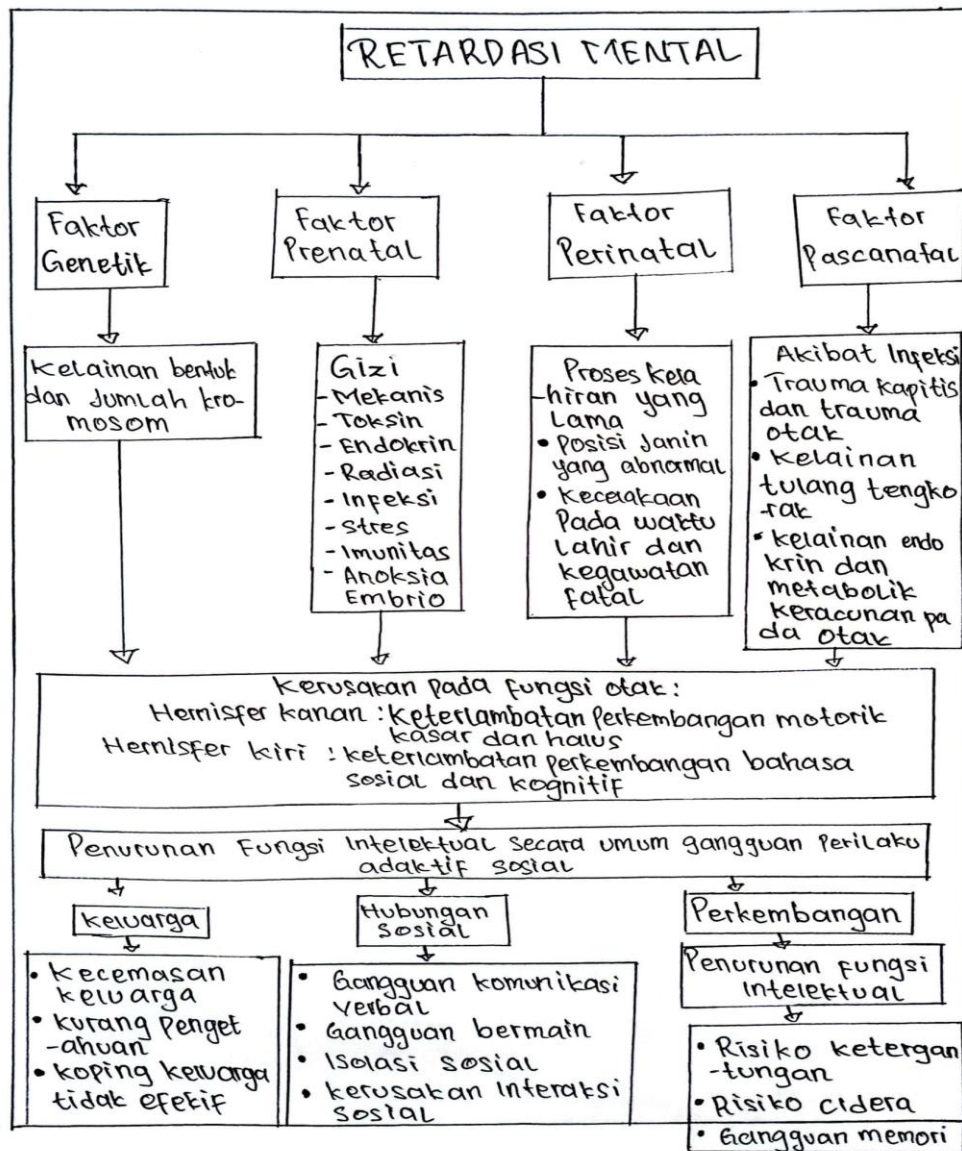 RETARDASI MENTAL
Faktor
Genetik
Faktor
Prenatal
Faktor
Perinatal
Faktor
Pascanatal
Kelainan bentuk
dan Jumlah kro-
mosom
Gizi
- Mekanis
- Toksin
- Endokrin
- Radiasi
- Infeksi
- Stres
- Imunitas
- Anoksia
Embrio
Proses kela
-hiran yang
Lama
• Posisi Janin
yang abnormal
• Kecelakaan
Pada waktu
Lahir dan
kegawatan
fatal
Akibat Infeksi
• Trauma kapitis
dan trauma
otak
• Kelainan
tulang tengko
-rak
• kelainan endo
krin dan
metabolik
keracunan pa
da otak
Kerusakan pada fungsi otak :
Hemisfer kanan : Keterlambatan perkembangan motorik
kasar dan halus
Hemisfer kiri : keterlambatan perkembangan bahasa
sosial dan kognitif
Penurunan Fungsi Intelektual secara umum gangguan Perilaku
adaktif sosial
Keluarga
Hubungan
Sosial
Perkembangan
• Kecemasan
keluarga
• kurang penget
-ahuan
• koping keluarga
tidak efekif
• Gangguan komunikasi
verbal
• Gangguan bermain
• Isolasi sosial
• kerusakan Interaksi
sosial
Penurunan fungsi
Intelektual
• Risiko ketergan
-tungan
• Risiko cidera
• Gangguan memori